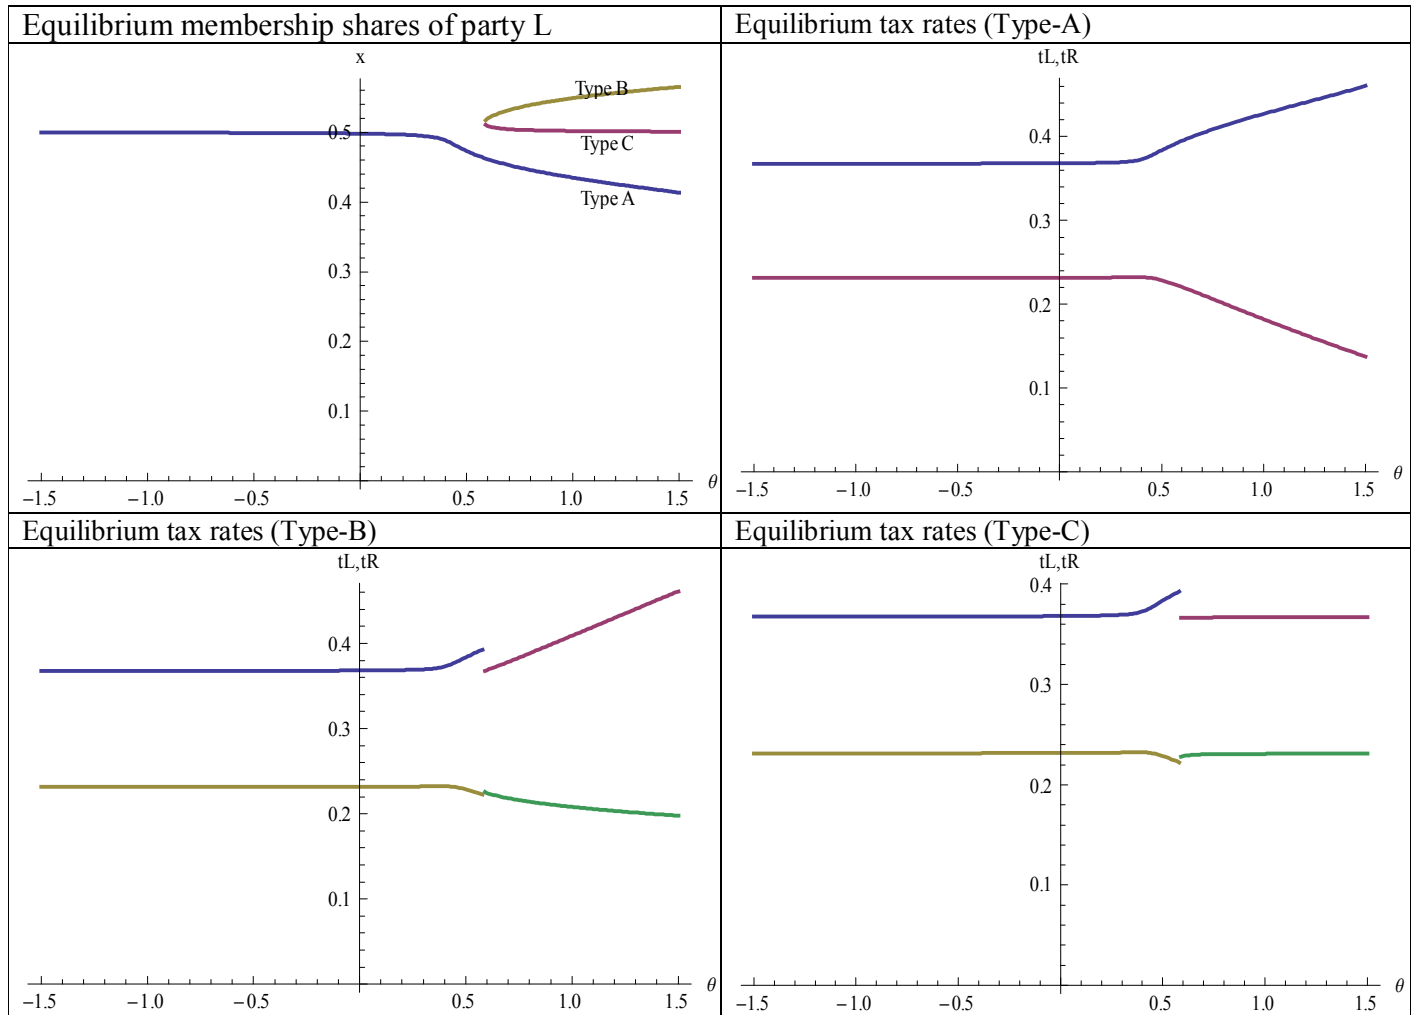 Equilibrium membership shares of party L
x
Type B
0.5
Type C
0.4
Type A
0.3
0.2
0.1
θ
−1.5 −1.0 −0.5 0.5 1.0 1.5
Equilibrium tax rates (Type-A)
tL,tR
0.4
0.3
0.2
0.1
θ
−1.5 −1.0 −0.5 0.5 1.0 1.5
Equilibrium tax rates (Type-B)
tL,tR
0.4
0.3
0.2
0.1
θ
−1.5 −1.0 −0.5 0.5 1.0 1.5
Equilibrium tax rates (Type-C)
tL,tR
0.4
0.3
0.2
0.1
θ
−1.5 −1.0 −0.5 0.5 1.0 1.5